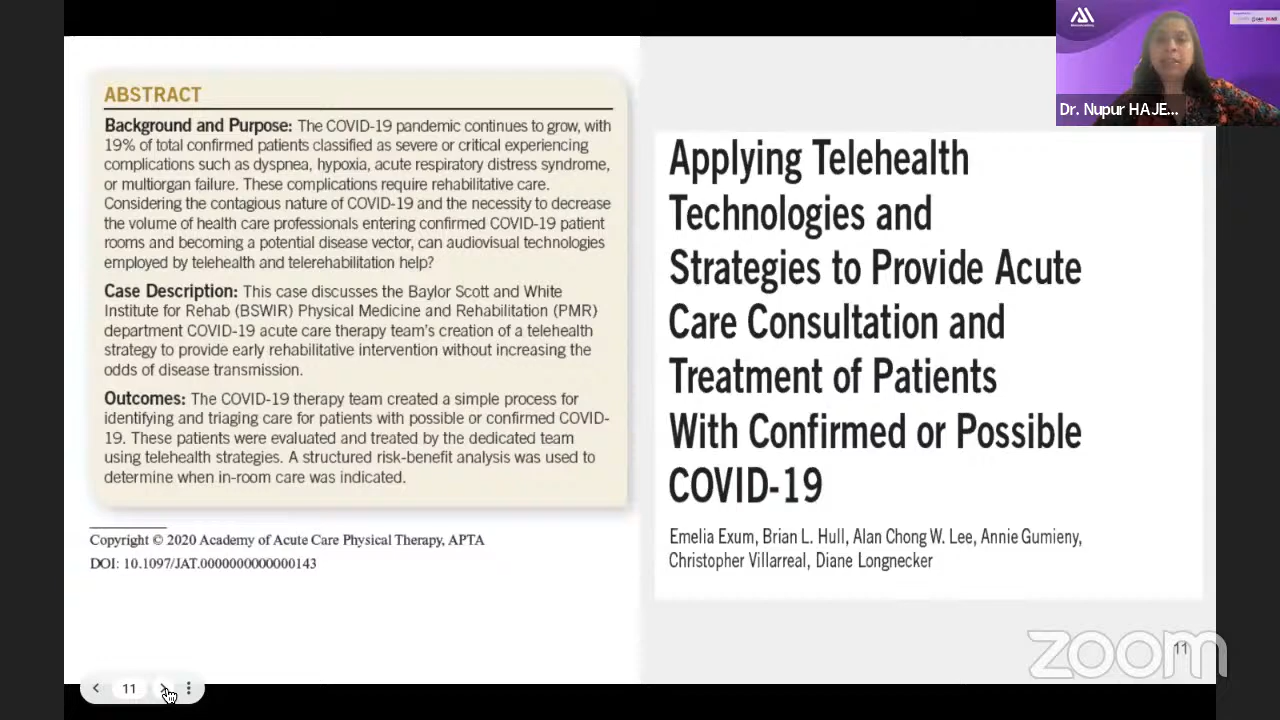 ABSTRACT
Background and Purpose: The COVID-19 pandemic continues to grow, with
19% of total confirmed patients classified as severe or critical experiencing
complications such as dyspnea, hypoxia, acute respiratory distress syndrome,
or multiorgan failure. These complications require rehabilitative care.
Considering the contagious nature of COVID-19 and the necessity to decrease
the volume of health care professionals entering confirmed COVID-19 patient
rooms and becoming a potential disease vector, can audiovisual technologies
employed by telehealth and telerehabilitation help?
Case Description: This case discusses the Baylor Scott and White
Institute for Rehab (BSWIR) Physical Medicine and Rehabilitation (PMR)
department COVID-19 acute care therapy team's creation of a telehealth
strategy to provide early rehabilitative intervention without increasing the
odds of disease transmission.
Outcomes: The COVID-19 therapy team created a simple process for
identifying and triaging care for patients with possible or confirmed COVID-
19. These patients were evaluated and treated by the dedicated team
using telehealth strategies. A structured risk-benefit analysis was used to
determine when in-room care was indicated.
Copyright © 2020 Academy of Acute Care Physical Therapy, APTA
DOI: 10.1097/JAT.0000000000000143
Applying Telehealth
Technologies and
Strategies to Provide Acute
Care Consultation and
Treatment of Patients
With Confirmed or Possible
COVID-19
Emelia Exum, Brian L. Hull, Alan Chong W. Lee, Annie Gumieny,
Christopher Villarreal, Diane Longnecker
Dr. Nupur HAJE...
zoom
11
11